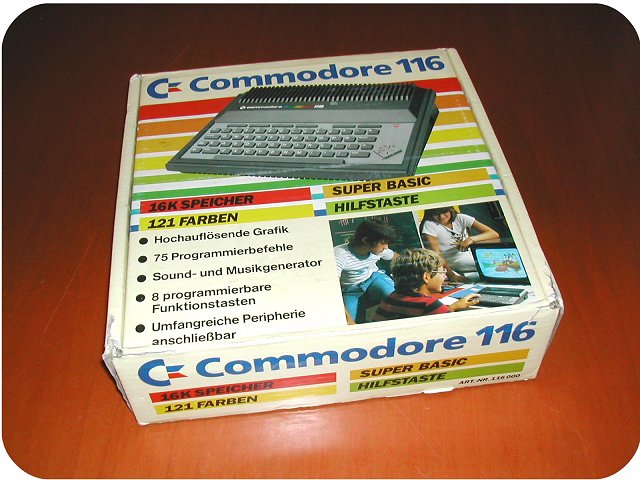 Commodore 116
commodore
16K SPEICHER
SUPER BASIC
121 FARBEN
HILFSTASTE
• Hochauflösende Grafik
• 75 Programmierbefehle
• Sound- und Musikgenerator
• 8 programmierbare
Funktionstasten
• Umfangreiche Peripherie
anschließbar
Commodore 116
16K SPEICHER
SUPER BASIC
121 FARBEN
HILFSTASTE
ART.-NR. 116 000